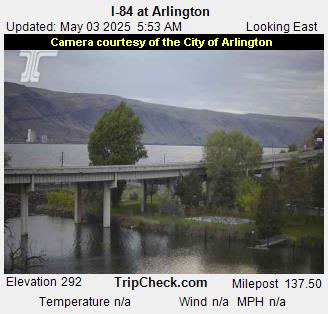 I-84 at Arlington
Updated: May 03 2025 5:53 AM Looking East
Camera courtesy of the City of Arlington
Elevation 292 TripCheck.com Milepost 137.50
Temperature n/a Wind n/a MPH n/a